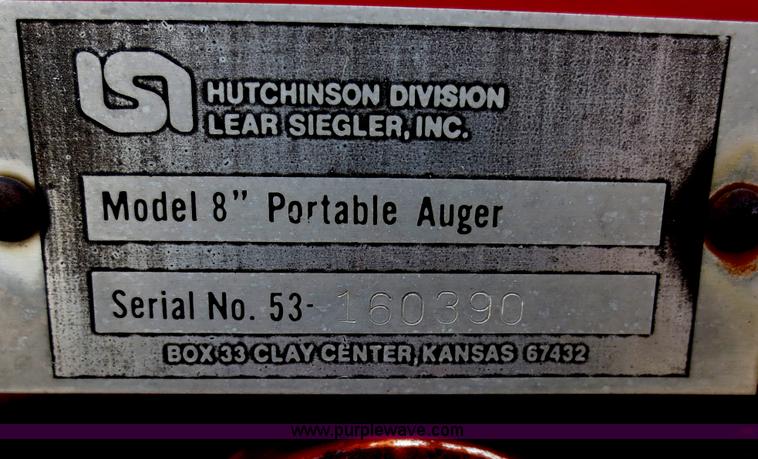 HUTCHINSON DIVISION
LEAR SIEGLER, INC.
Model 8" Portable Auger
Serial No. 53- 160390
BOX 33 CLAY CENTER, KANSAS 67432
www.purplewave.com